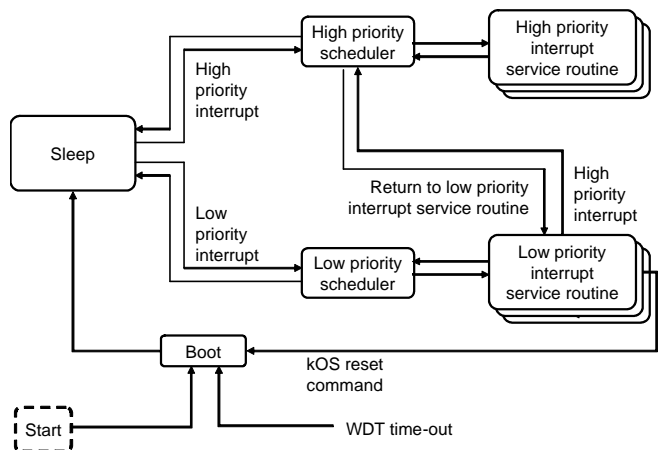 High priority
scheduler
High priority
interrupt
service routine
High
priority
interrupt
Sleep
Return to low priority
interrupt service routine
High
priority
interrupt
Low
priority
interrupt
Low priority
scheduler
Low priority
interrupt
service routine
Boot
kOS reset
command
Start
WDT time-out